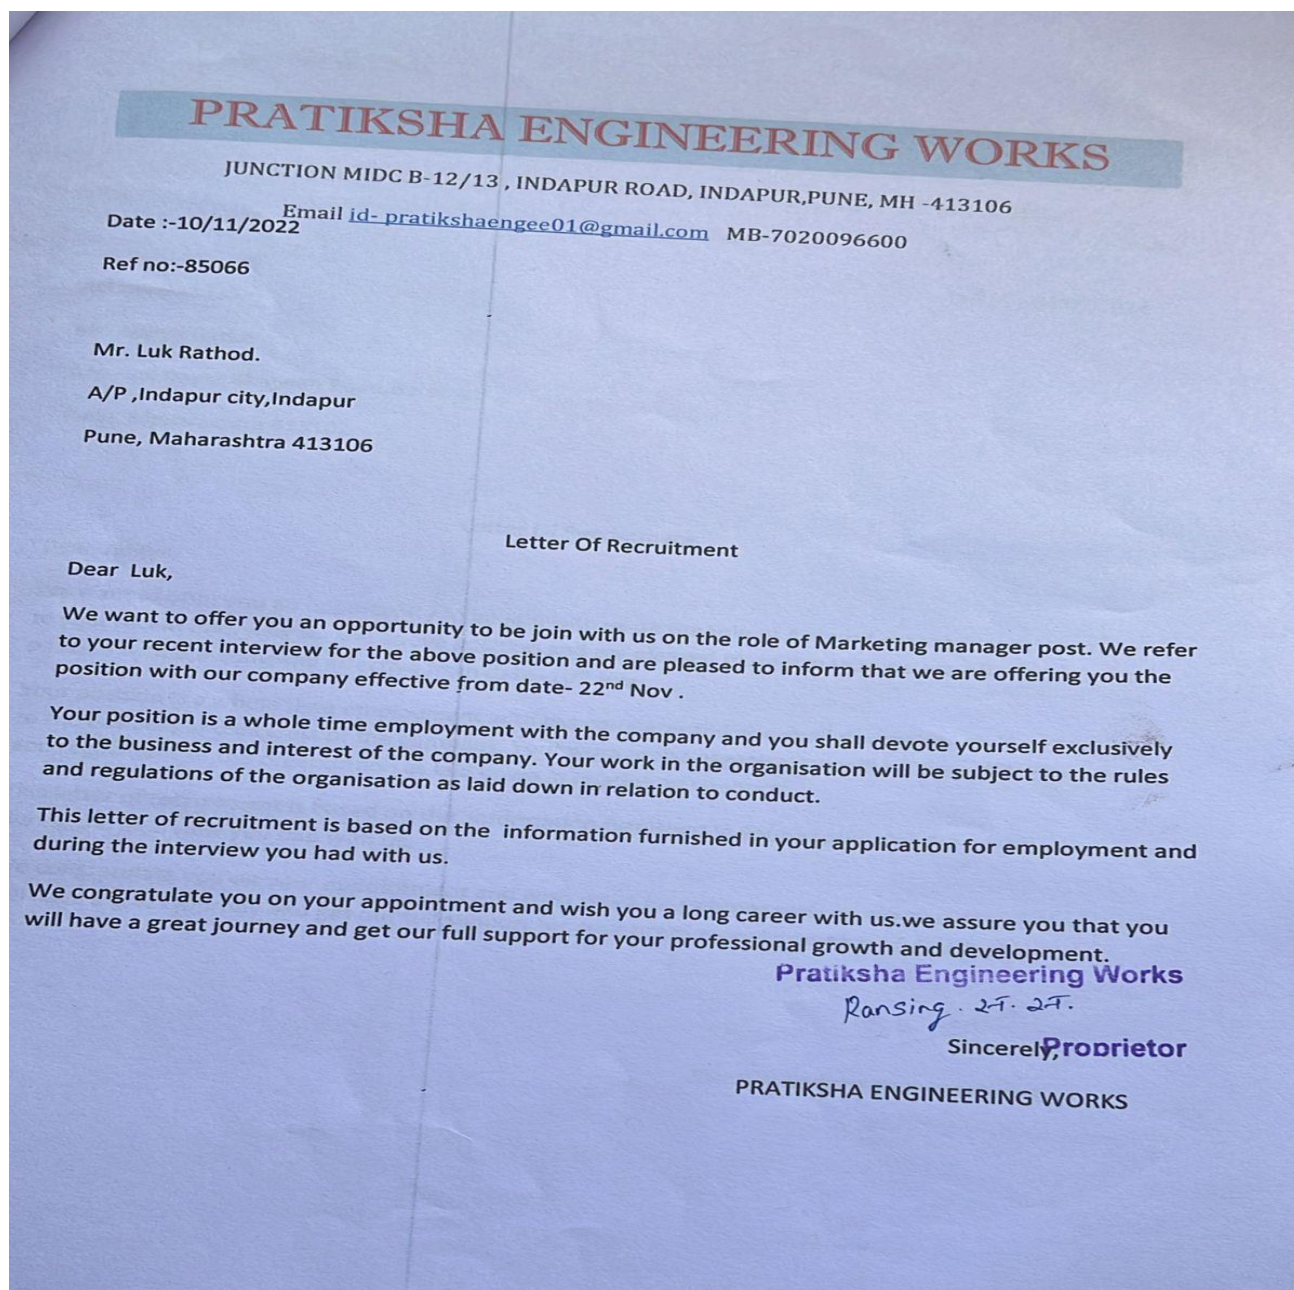 PRATIKSHA ENGINEERING WORKS
JUNCTION MIDC B-12/13 , INDAPUR ROAD, INDAPUR,PUNE, MH -413106
Email id- pratikshaengee01@gmail.com MB-7020096600
Date :-10/11/2022
Ref no:-85066
Mr. Luk Rathod.
A/P ,Indapur city,Indapur
Pune, Maharashtra 413106
Letter Of Recruitment
Dear Luk,
We want to offer you an opportunity to be join with us on the role of Marketing manager post. We refer
to your recent interview for the above position and are pleased to inform that we are offering you the
position with our company effective from date- 22nd Nov .
Your position is a whole time employment with the company and you shall devote yourself exclusively
to the business and interest of the company. Your work in the organisation will be subject to the rules
and regulations of the organisation as laid down in relation to conduct.
This letter of recruitment is based on the information furnished in your application for employment and
during the interview you had with us.
We congratulate you on your appointment and wish you a long career with us.we assure you that you
will have a great journey and get our full support for your professional growth and development.
Pratiksha Engineering Works
Ransing.
Sincerely,
Proprietor
PRATIKSHA ENGINEERING WORKS